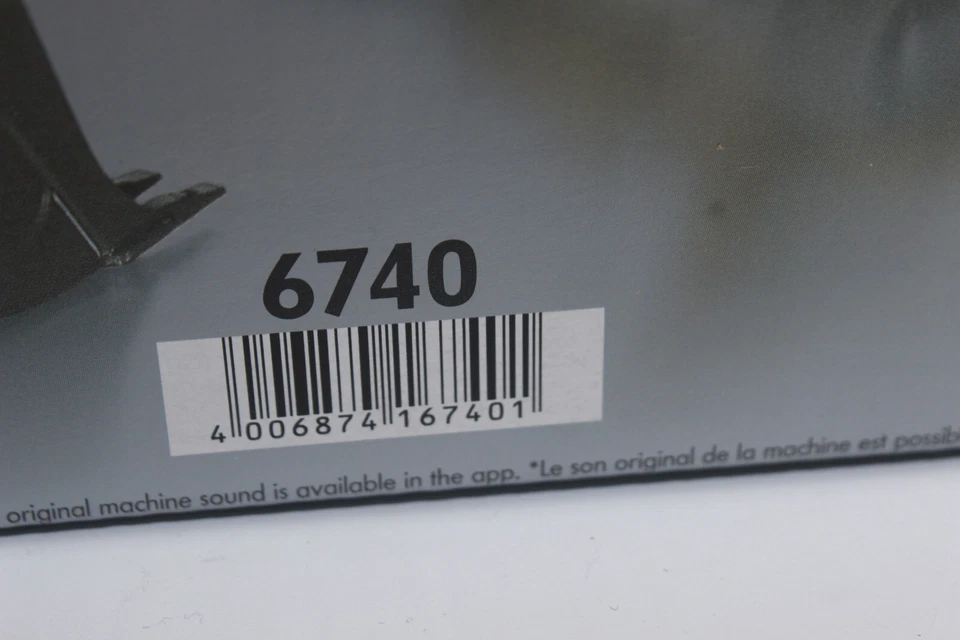 6740
4 006874 167401
original machine sound is available in the app. *Le son original de la machine est